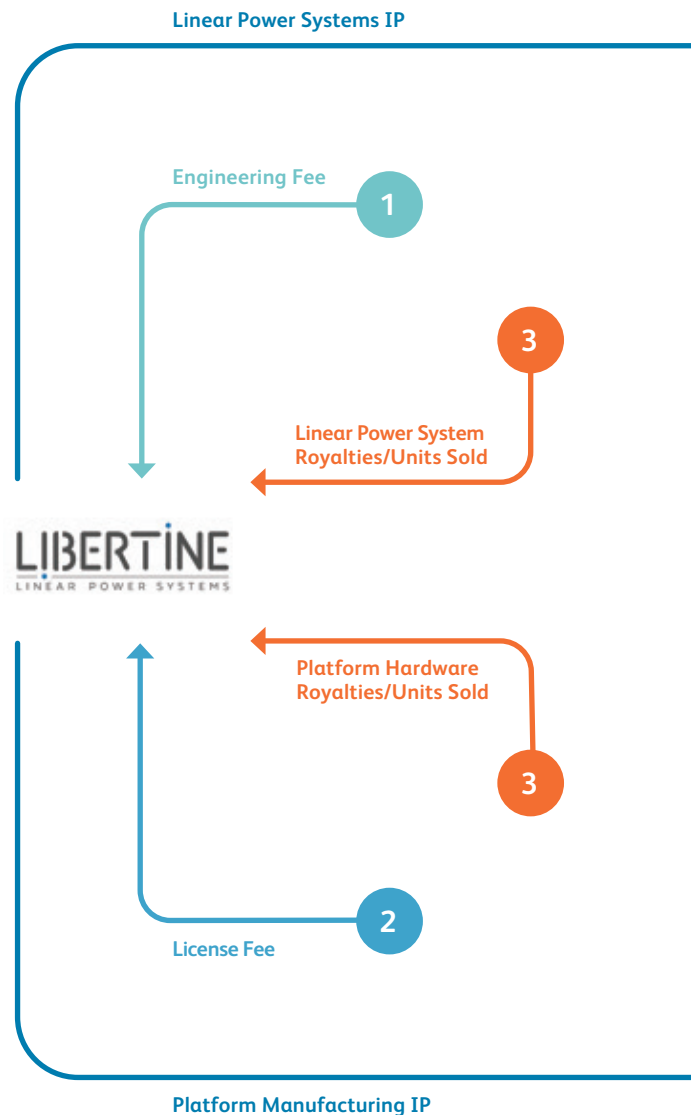 Linear Power Systems IP
Engineering Fee
1
3
Linear Power System
Royalties/Units Sold
LIBERTINE
LINEAR POWER SYSTEMS
Platform Hardware
Royalties/Units Sold
3
2
License Fee
Platform Manufacturing IP